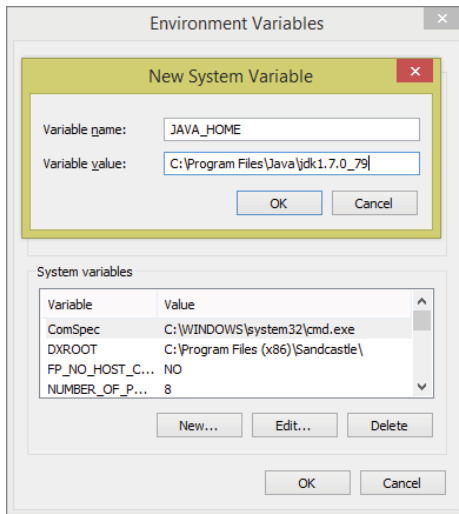 Environment Variables
New System Variable
Variable name: JAVA_HOME
Variable value: C:\Program Files\Java\jdk1.7.0_79
OK Cancel
System variables
Variable Value
ComSpec C:\WINDOWS\system32\cmd.exe
DXROOT C:\Program Files (x86)\Sandcastle\
FP_NO_HOST_C... NO
NUMBER_OF_P... 8
New... Edit... Delete
OK Cancel